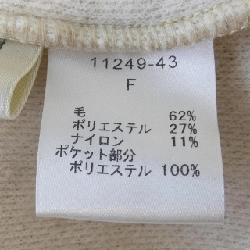 11249-43
F
毛 62%
ポリエステル 27%
ナイロン 11%
ポケット部分
ポリエステル 100%